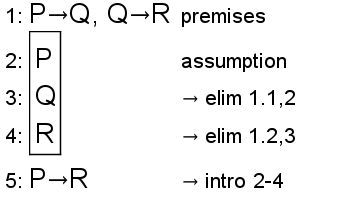 1: P→Q, Q→R premises
2: P assumption
3: Q → elim 1.1,2
4: R → elim 1.2,3
5: P→R → intro 2-4